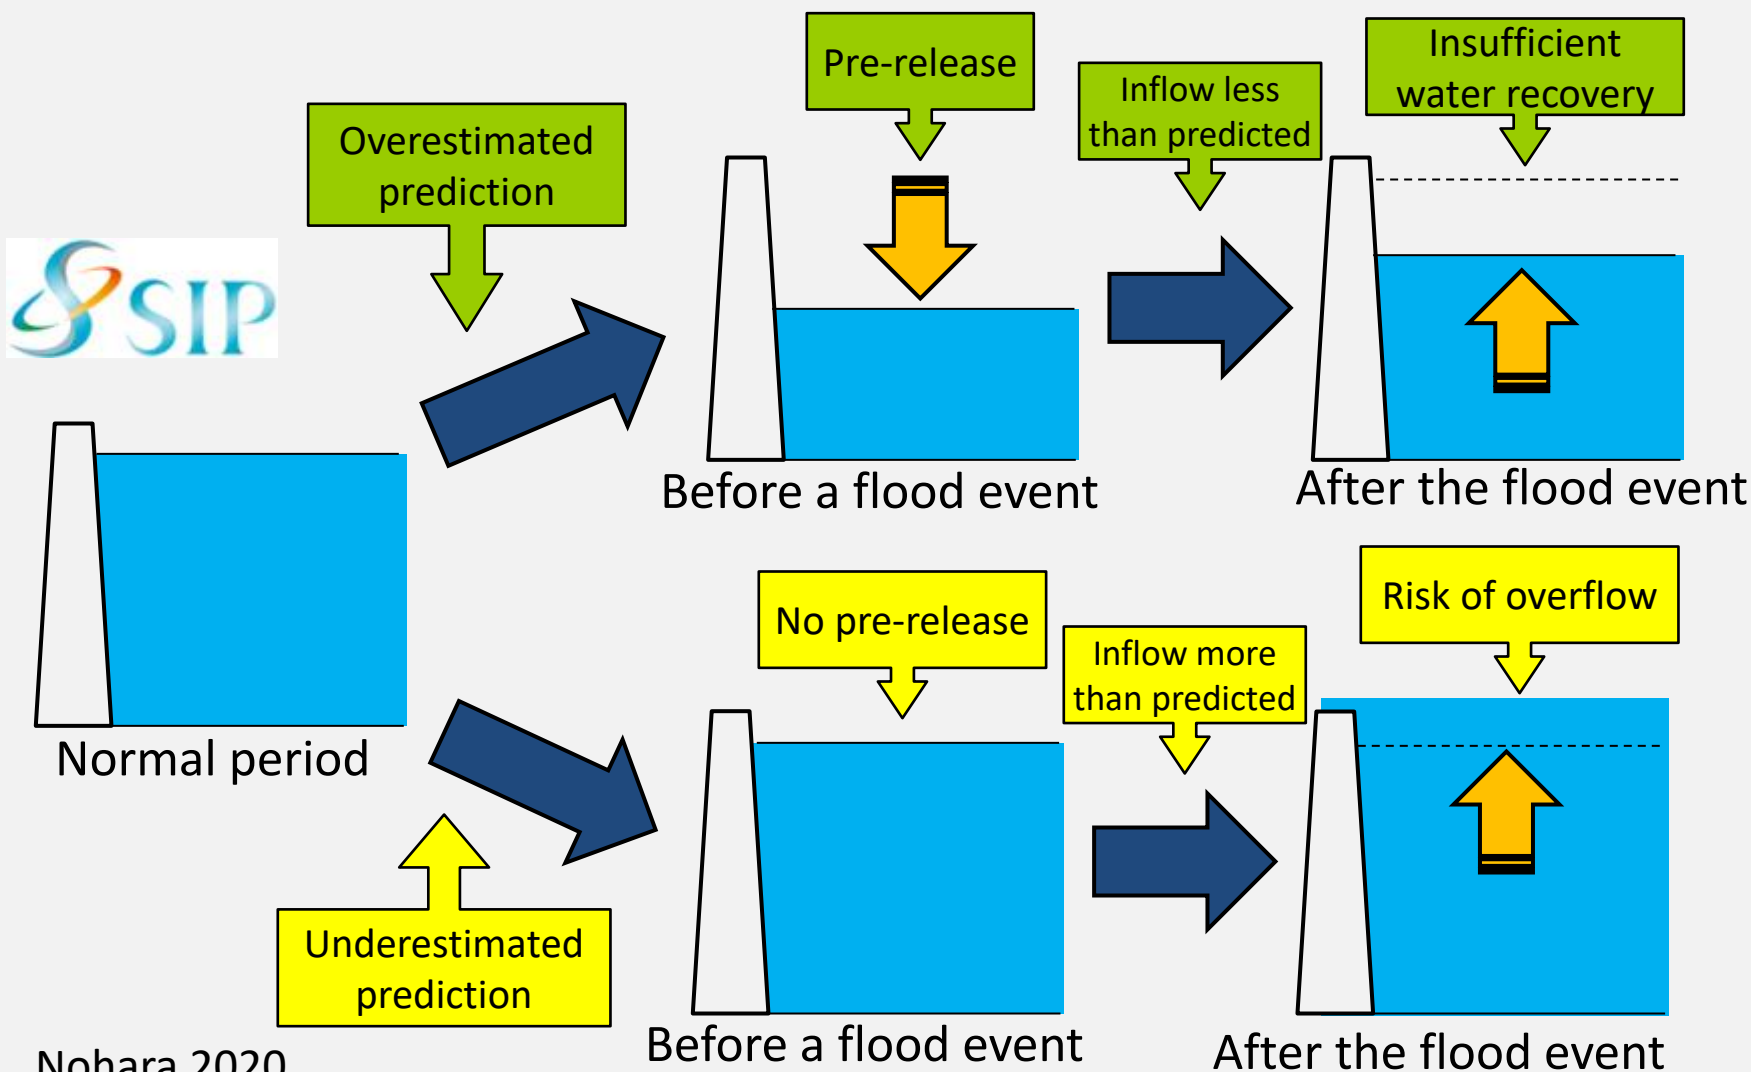 Pre-release
Insufficient
water recovery
Inflow less
than predicted
Overestimated
prediction
SIP
Before a flood event
After the flood event
Normal period
No pre-release
Risk of overflow
Inflow more
than predicted
Underestimated
prediction
Before a flood event
After the flood event
Nohara 2020